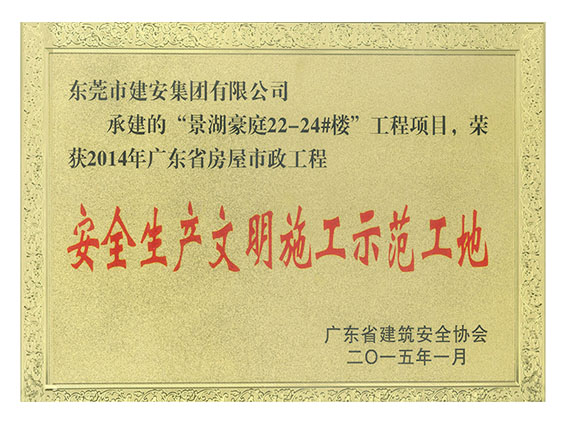 东莞市建安集团有限公司
承建的“景湖豪庭22-24#楼”工程项目，荣
获2014年广东省房屋市政工程
安全生产文明施工示范工地
广东省建筑安全协会
二〇一五年一月